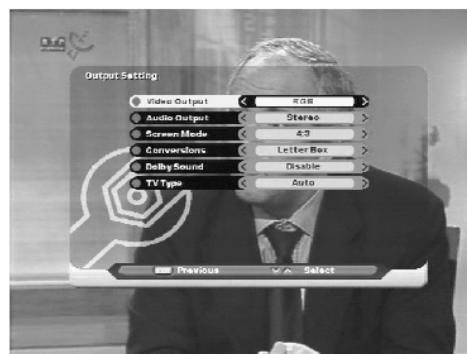 Output Setting
Video Output RGB
Audio Output Stereo
Screen Mode 4:3
Conversions Letter Box
Dolby Sound Disable
TV Type Auto
Previous Select